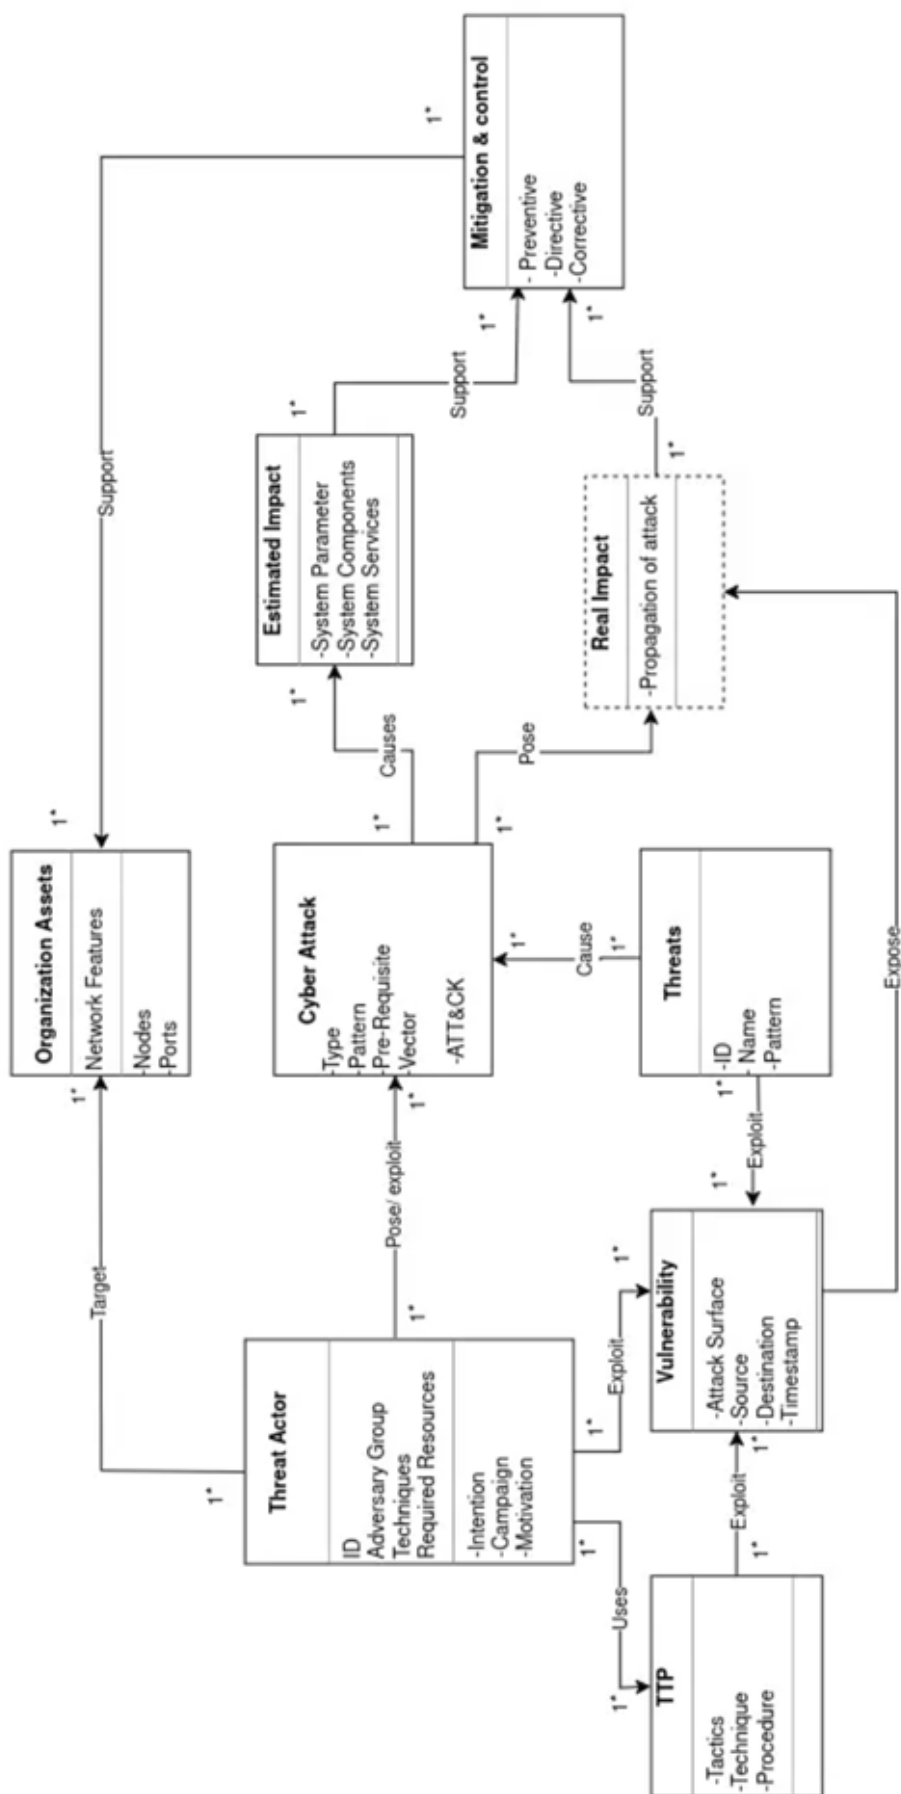 Organization Assets
Network Features
-Nodes
-Ports
1*
1*
Target
Support
1*
1*
Threat Actor
ID
Adversary Group
Techniques
Required Resources
-Intention
-Campaign
-Motivation
1*
Pose/ exploit
1*
Cyber Attack
-Type
-Pattern
-Pre-Requisite
-Vector
-ATT&CK
1*
Causes
1*
Estimated Impact
-System Parameter
-System Components
-System Services
1*
Support
1*
Mitigation & control
- Preventive
-Directive
-Corrective
1*
Pose
Real Impact
-Propagation of attack
1*
Support
1*
1*
Uses
1*
1*
Exploit
1*
TTP
-Tactics
-Technique
-Procedure
1*
Exploit
1*
Vulnerability
-Attack Surface
-Source
-Destination
-Timestamp
1*
Exploit
1*
Threats
-ID
- Name
-Pattern
1*
Cause
1*
Expose